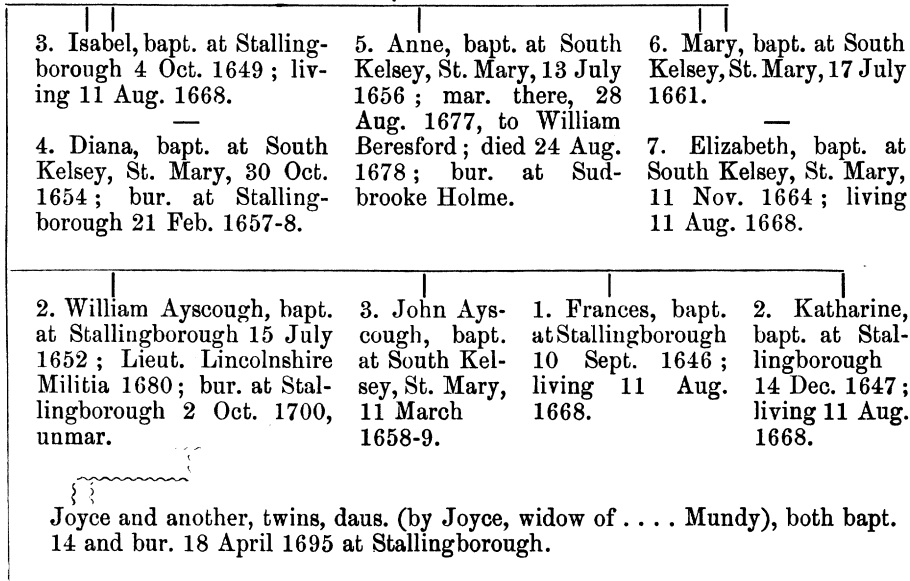 3. Isabel, bapt. at Stalling-
borough 4 Oct. 1649 ; liv-
ing 11 Aug. 1668.
4. Diana, bapt. at South
Kelsey, St. Mary, 30 Oct.
1654 ; bur. at Stalling-
borough 21 Feb. 1657-8.
5. Anne, bapt. at South
Kelsey, St. Mary, 13 July
1656 ; mar. there, 28
Aug. 1677, to William
Beresford ; died 24 Aug.
1678 ; bur. at Sud-
brooke Holme.
6. Mary, bapt. at South
Kelsey, St. Mary, 17 July
1661.
7. Elizabeth, bapt. at
South Kelsey, St. Mary,
11 Nov. 1664 ; living
11 Aug. 1668.
2. William Ayscough, bapt.
at Stallingborough 15 July
1652 ; Lieut. Lincolnshire
Militia 1680 ; bur. at Stal-
lingborough 2 Oct. 1700,
unmar.
3. John Ays-
cough, bapt.
at South Kel-
sey, St. Mary,
11 March
1658-9.
1. Frances, bapt.
at Stallingborough
10 Sept. 1646 ;
living 11 Aug.
1668.
2. Katharine,
bapt. at Stal-
lingborough
14 Dec. 1647 ;
living 11 Aug.
1668.
Joyce and another, twins, daus. (by Joyce, widow of . . . . Mundy), both bapt.
14 and bur. 18 April 1695 at Stallingborough.